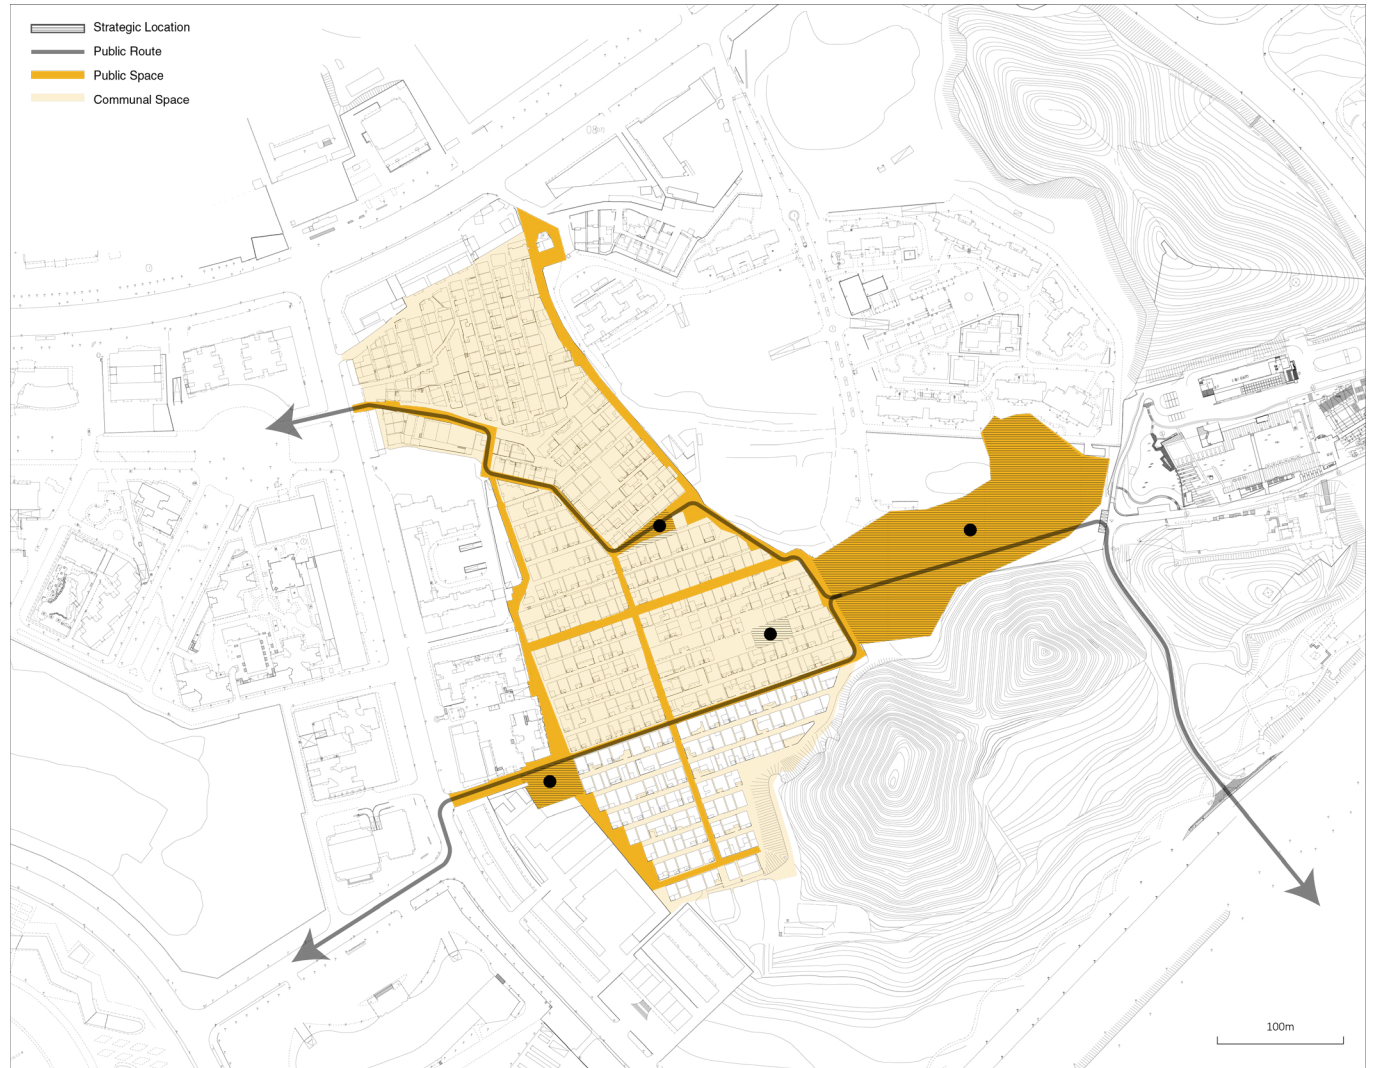 Strategic Location
Public Route
Public Space
Communal Space
100m